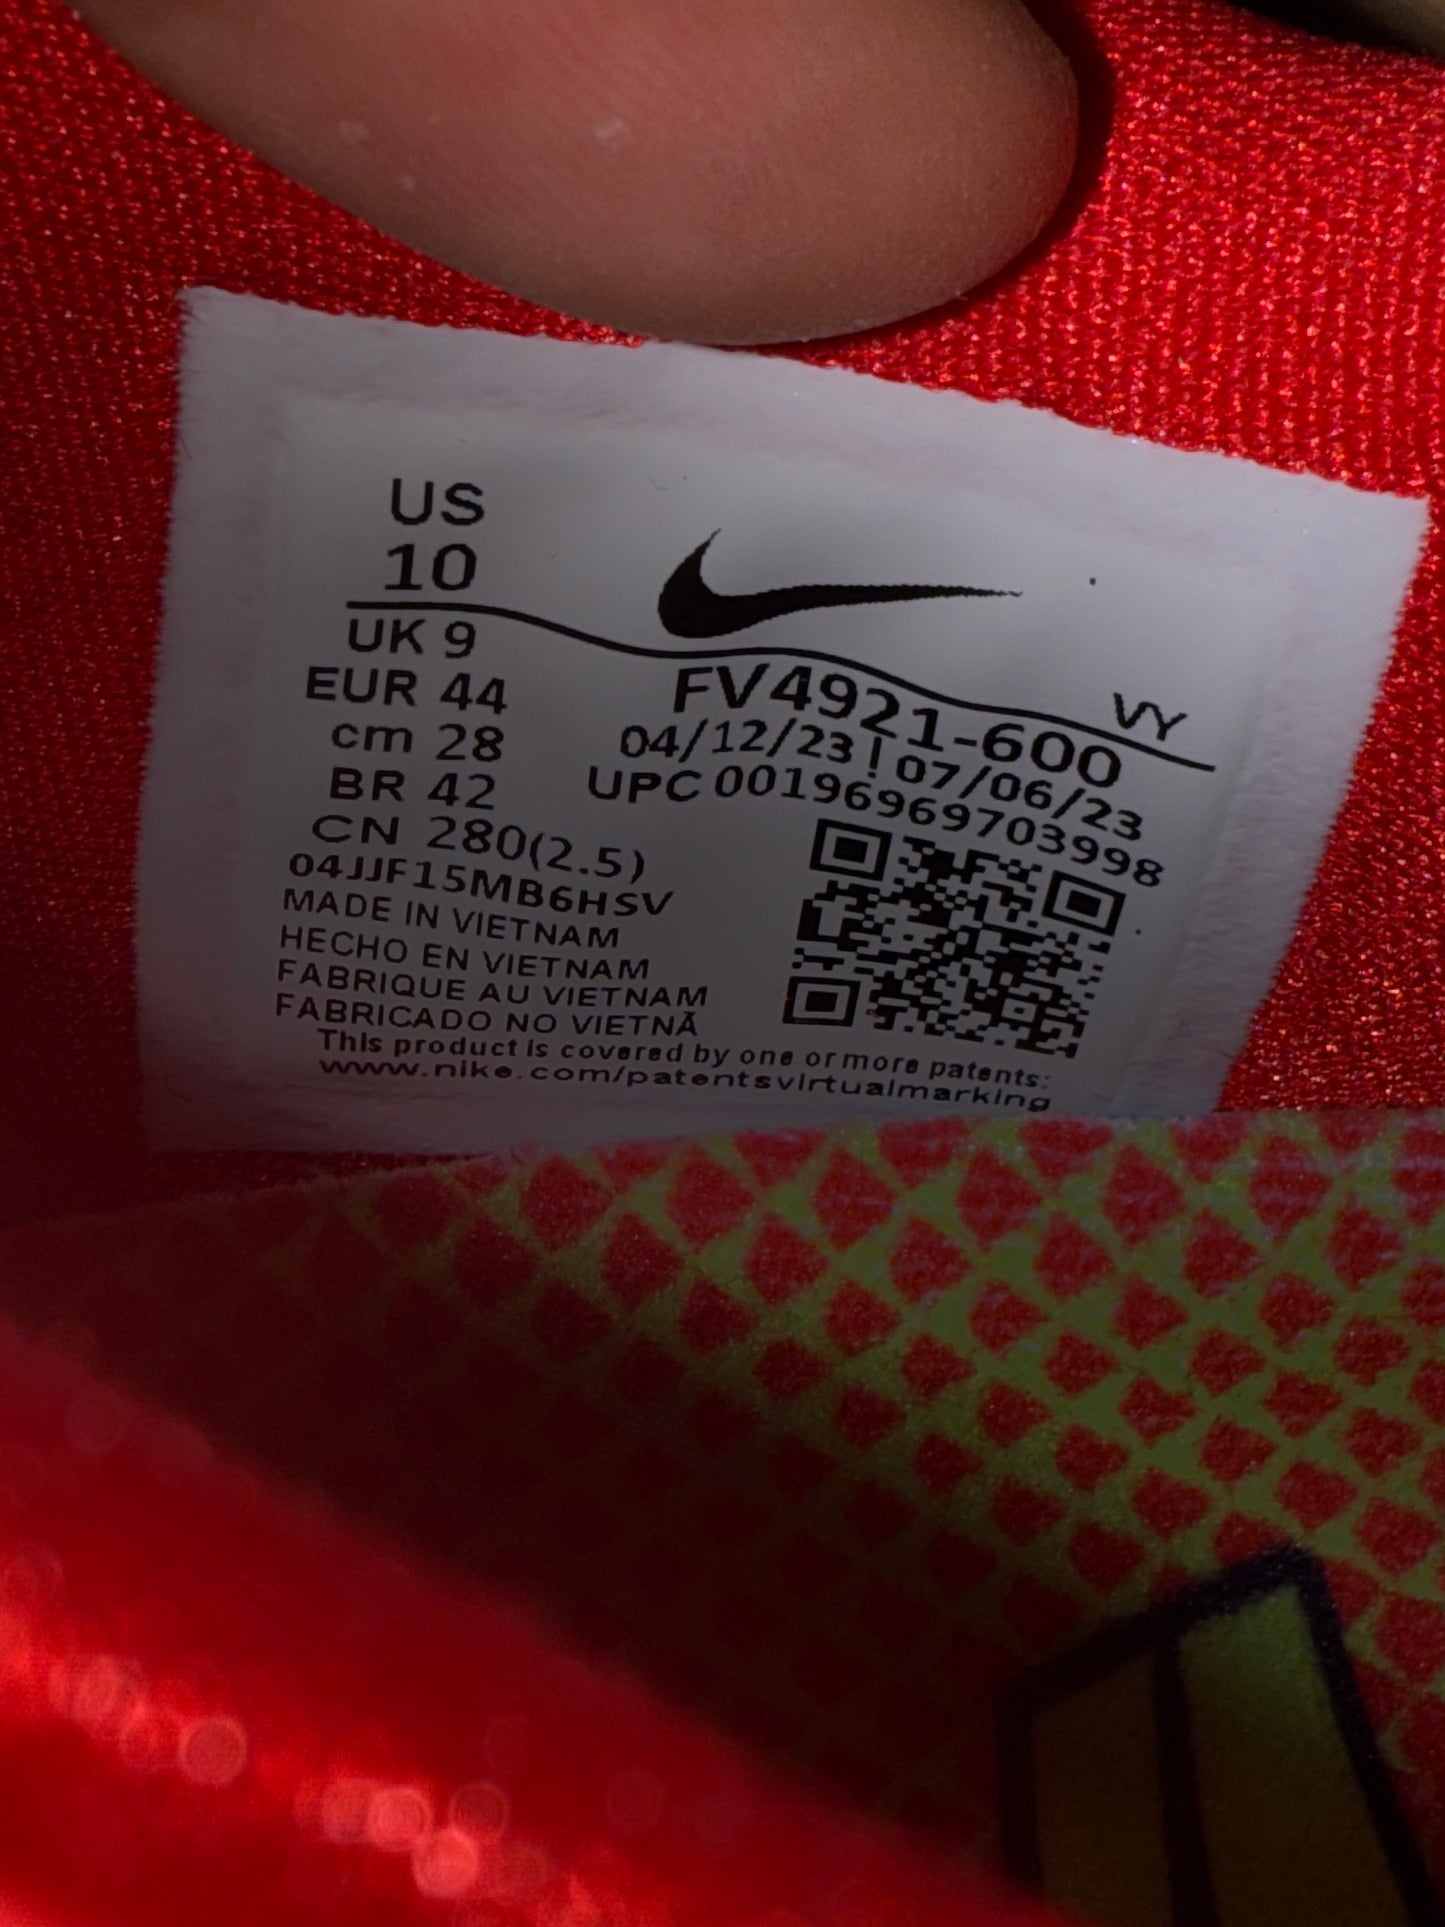 US
10
UK 9
EUR 44
cm 28
BR 42
CN 280(2.5)
04JJF15MB6HSV
MADE IN VIETNAM
HECHO EN VIETNAM
FABRIQUE AU VIETNAM
FABRICADO NO VIETNÃ
VY
FV4921-600
04/12/23 | 07/06/23
UPC 00196969703998
This product is covered by one or more patents:
www.nike.com/patentsvirtualmarking